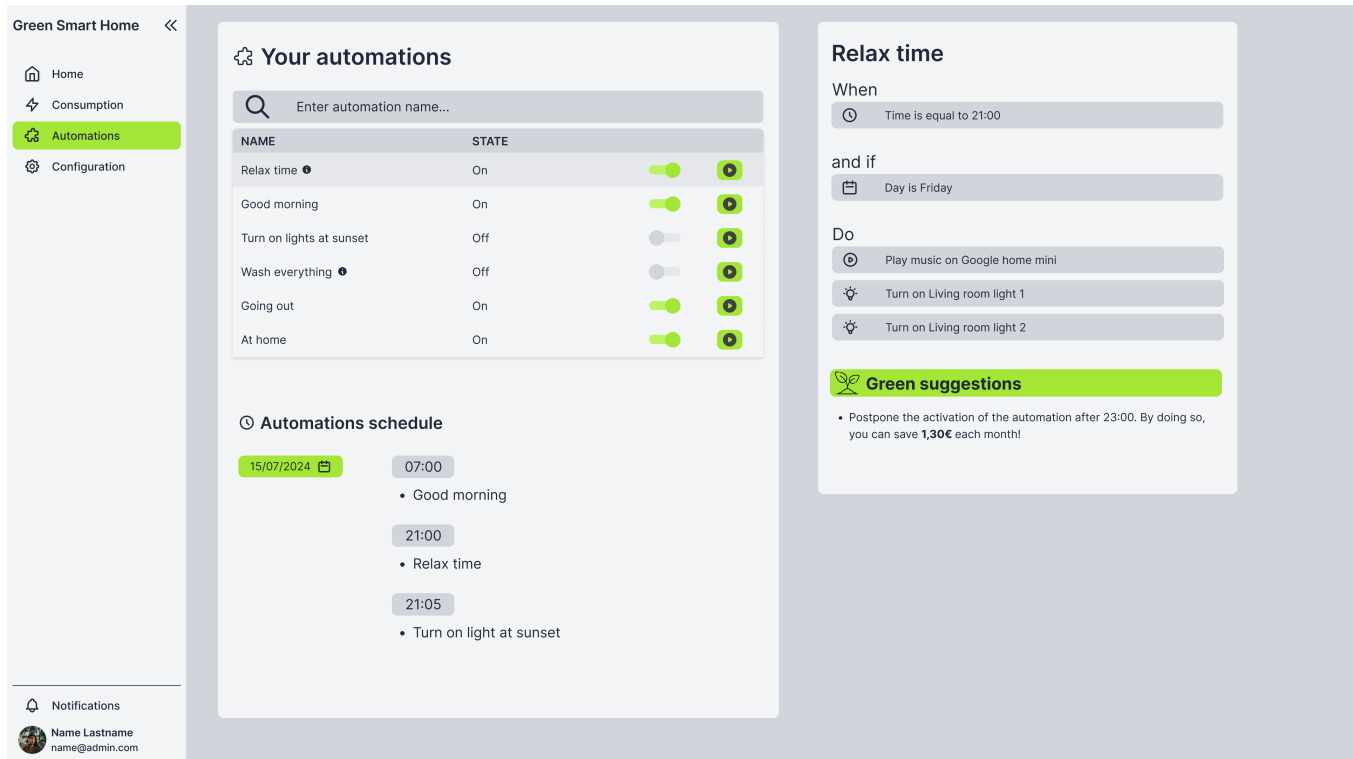 Green Smart Home
Home
Consumption
Automations
Configuration
Notifications
Name Lastname
name@admin.com
Your automations
Enter automation name...
NAME STATE
Relax time On
Good morning On
Turn on lights at sunset Off
Wash everything Off
Going out On
At home On
Automations schedule
15/07/2024
07:00
• Good morning
21:00
• Relax time
21:05
• Turn on light at sunset
Relax time
When
Time is equal to 21:00
and if
Day is Friday
Do
Play music on Google home mini
Turn on Living room light 1
Turn on Living room light 2
Green suggestions
• Postpone the activation of the automation after 23:00. By doing so,
you can save 1,30€ each month!